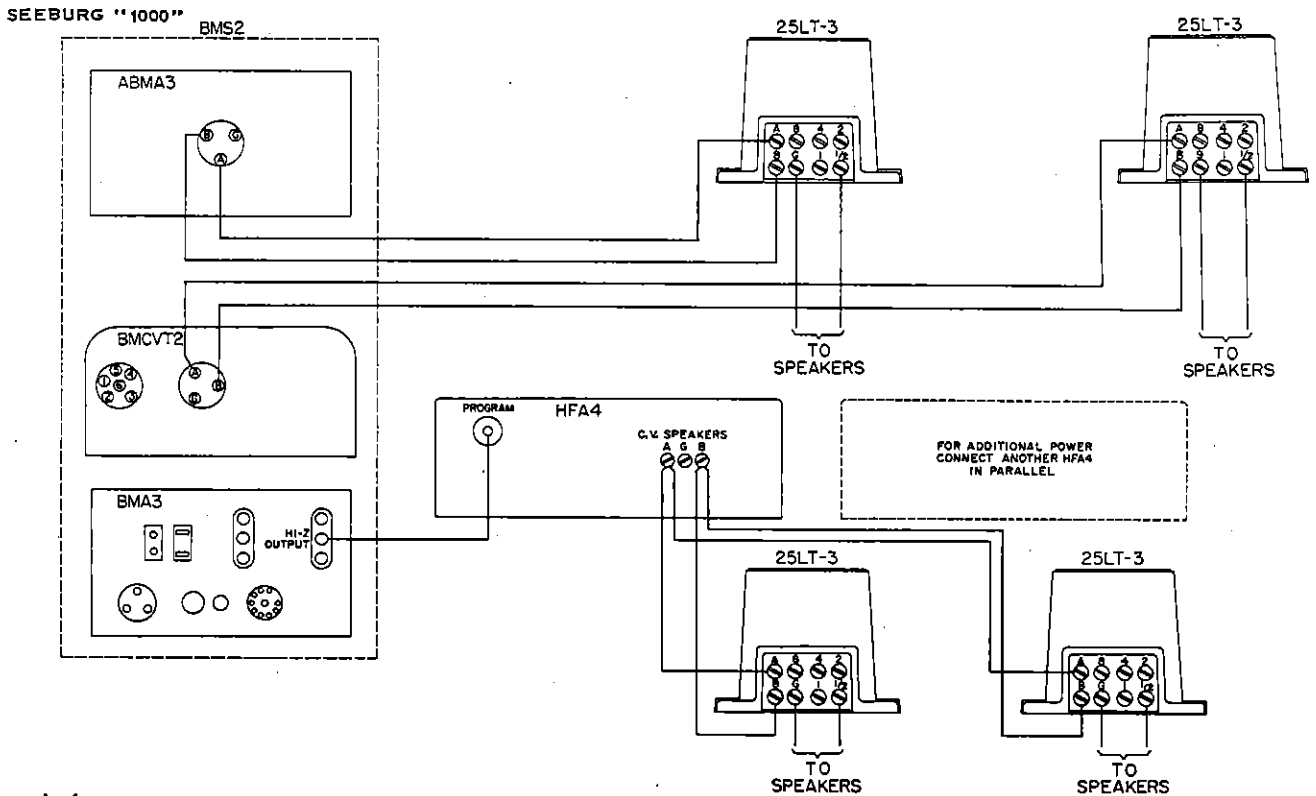 SEEBURG "1000"
BMS2
ABMA3
B G
A
25LT-3
A 8 4 2
B G 1 1/2
TO
SPEAKERS
25LT-3
A 8 4 2
B 9 1 1/2
TO
SPEAKERS
BMCVT2
5
1 6 4
2 3
A
B
G
PROGRAM
HFA4
C.V. SPEAKERS
A G B
FOR ADDITIONAL POWER
CONNECT ANOTHER HFA4
IN PARALLEL
BMA3
HI-Z
OUTPUT
25LT-3
A 8 4 2
B G 1 1/2
TO
SPEAKERS
25LT-3
A 8 4 2
B G 1 1/2
TO
SPEAKERS